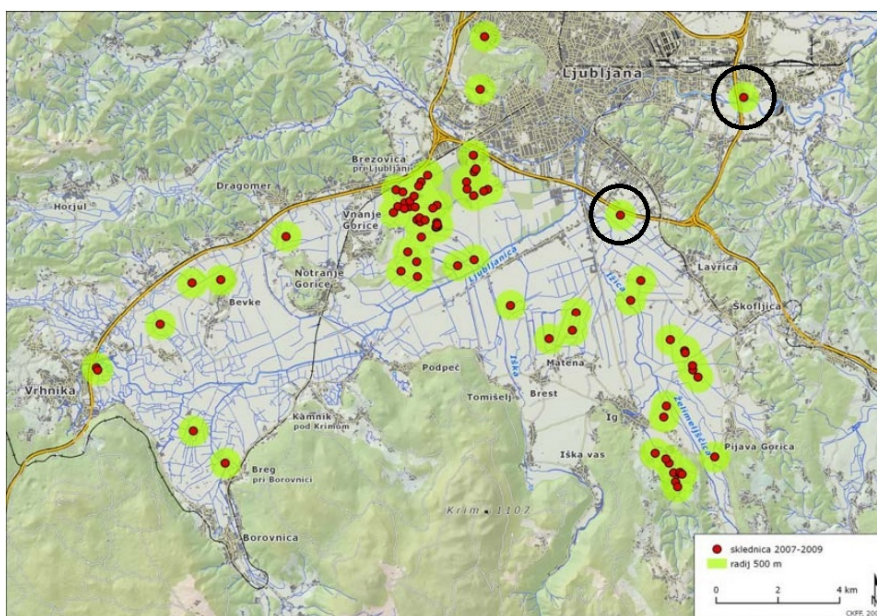 Ljubljana
Brezovica
pri Ljubljani
Dragomer
Horjul
Vnanje
Gorice
Ljubljanica
Notranje
Gorice
Lavrica
Išica
Škofljica
Bevke
Iška
Matena
Podpeč
Vrhnika
Tomišelj
Brest
Kamnik
pod Krimom
Ig
Želimeljščica
Pijava Gorica
Iška vas
Breg
pri Borovnici
Krim 1107
Borovnica
sklednica 2007-2009
radij 500 m
0 2 4 km
N